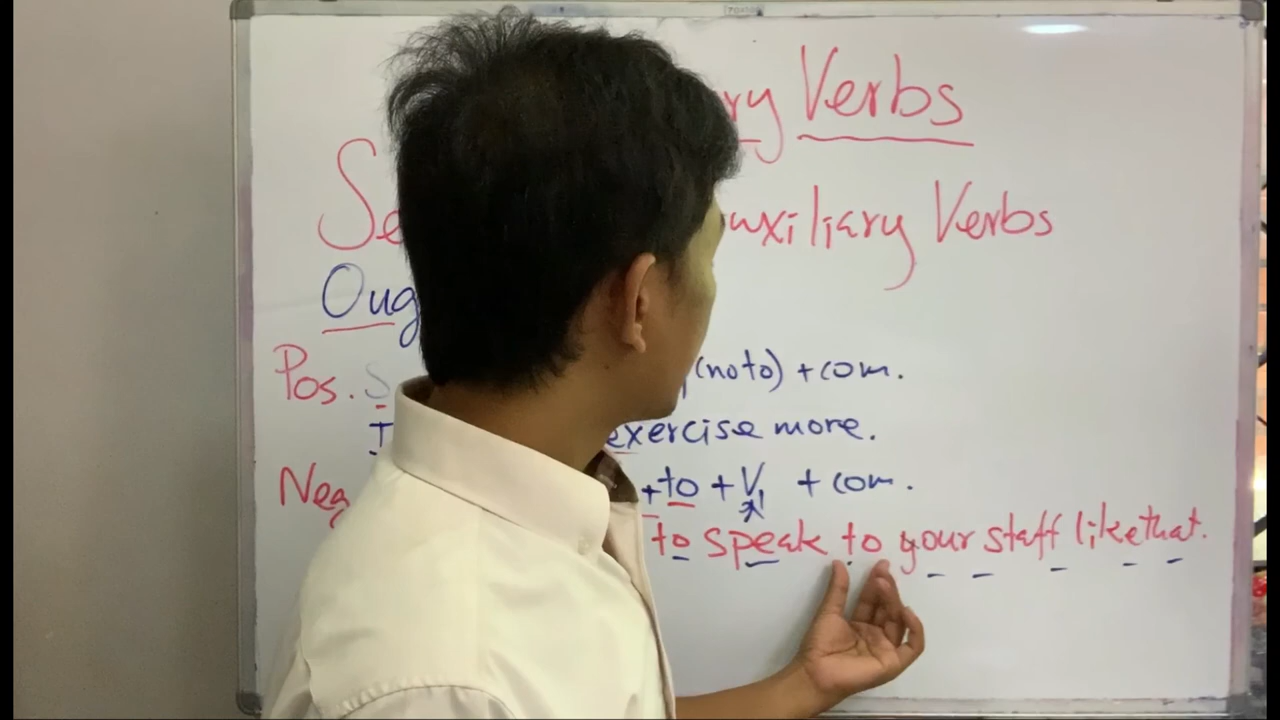 ry Verbs
Se uxiliary Verbs
Oug
Pos. S (no to) + com.
I exercise more.
Neg + to + V1 + com.
to speak to your staff like that.